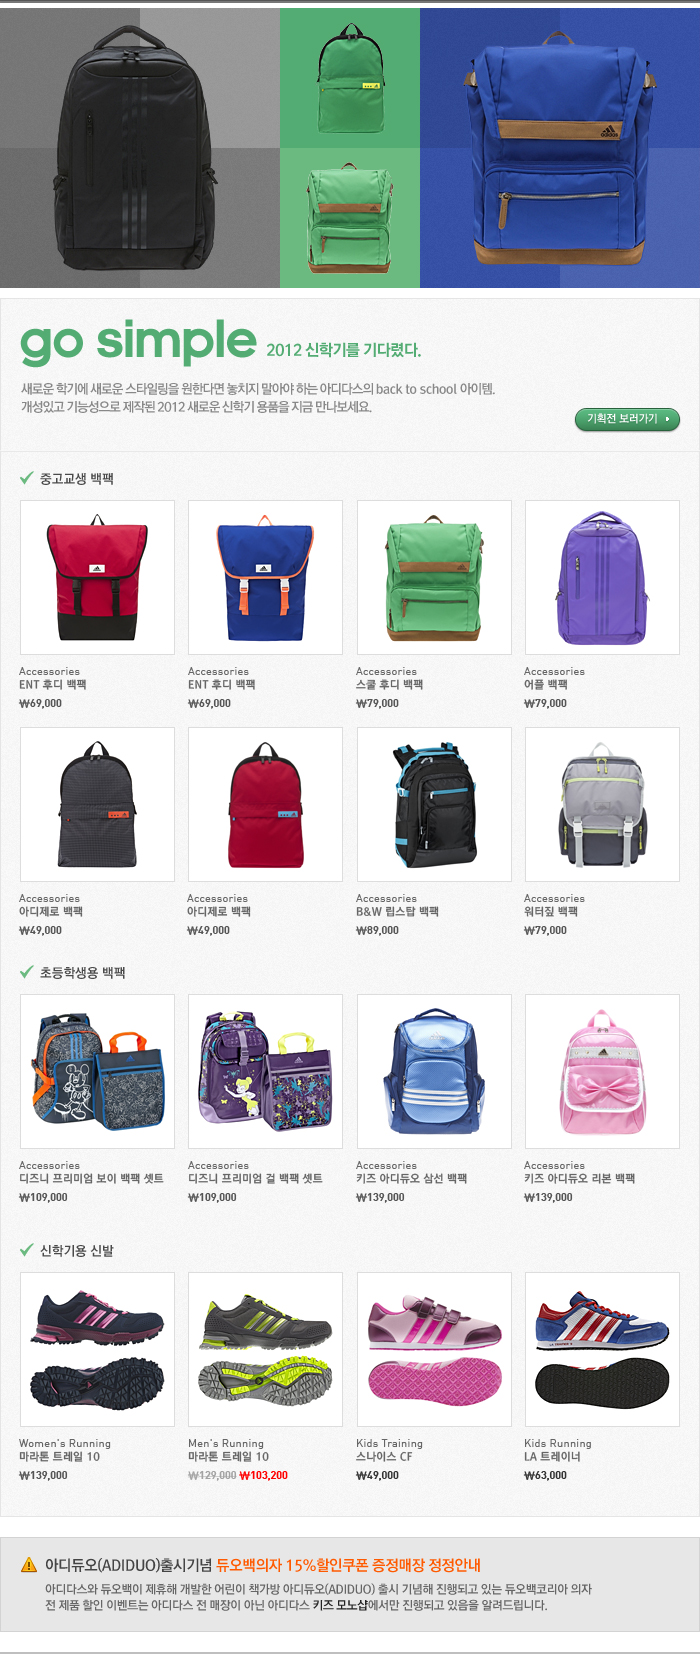 adidas
go simple 2012 신학기를 기다렸다.
새로운 학기에 새로운 스타일링을 원한다면 놓치지 말아야 하는 아디다스의 back to school 아이템.
개성있고 기능성으로 제작된 2012 새로운 신학기 용품을 지금 만나보세요.
기획전 보러가기
중고교생 백팩
Accessories
ENT 후디 백팩
₩69,000
Accessories
ENT 후디 백팩
₩69,000
Accessories
스쿨 후디 백팩
₩79,000
Accessories
어플 백팩
₩79,000
Accessories
아디제로 백팩
₩49,000
Accessories
아디제로 백팩
₩49,000
Accessories
B&W 립스탑 백팩
₩89,000
Accessories
워터짚 백팩
₩79,000
초등학생용 백팩
Accessories
디즈니 프리미엄 보이 백팩 셋트
₩109,000
Accessories
디즈니 프리미엄 걸 백팩 셋트
₩109,000
Accessories
키즈 아디듀오 삼선 백팩
₩139,000
Accessories
키즈 아디듀오 리본 백팩
₩139,000
신학기용 신발
Women's Running
마라톤 트레일 10
₩139,000
Men's Running
마라톤 트레일 10
₩129,000 ₩103,200
Kids Training
스나이스 CF
₩49,000
Kids Running
LA 트레이너
₩63,000
아디듀오(ADIDUO)출시기념 듀오백의자 15%할인쿠폰 증정매장 정정안내
아디다스와 듀오백이 제휴해 개발한 어린이 책가방 아디듀오(ADIDUO) 출시 기념해 진행되고 있는 듀오백코리아 의자
전 제품 할인 이벤트는 아디다스 전 매장이 아닌 아디다스 키즈 모노샵에서만 진행되고 있음을 알려드립니다.